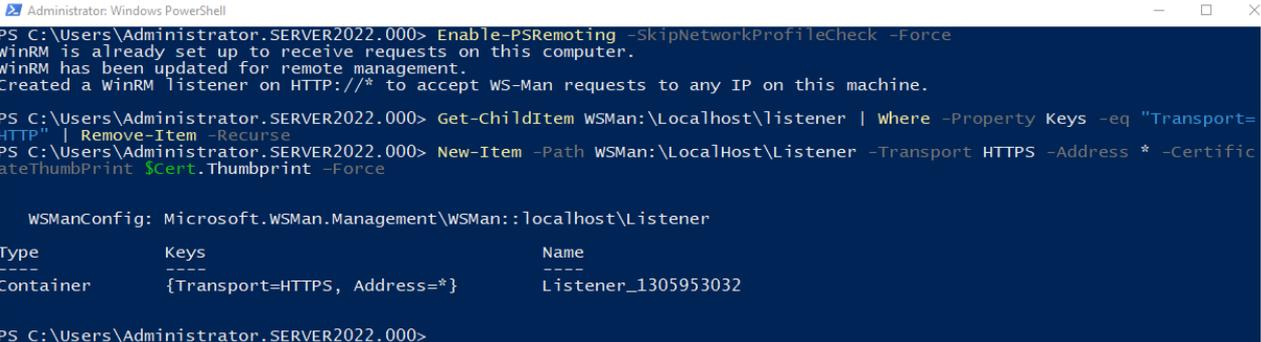 Administrator: Windows PowerShell
PS C:\Users\Administrator.SERVER2022.000> Enable-PSRemoting -SkipNetworkProfileCheck -Force
WinRM is already set up to receive requests on this computer.
WinRM has been updated for remote management.
Created a WinRM listener on HTTP://* to accept WS-Man requests to any IP on this machine.
PS C:\Users\Administrator.SERVER2022.000> Get-ChildItem WSMan:\Localhost\listener | Where -Property Keys -eq "Transport=
HTTP" | Remove-Item -Recurse
PS C:\Users\Administrator.SERVER2022.000> New-Item -Path WSMan:\LocalHost\Listener -Transport HTTPS -Address * -Certific
ateThumbPrint $Cert.Thumbprint -Force
WSManConfig: Microsoft.WSMan.Management\WSMan::localhost\Listener
Type Keys Name
---- ---- ----
Container {Transport=HTTPS, Address=*} Listener_1305953032
PS C:\Users\Administrator.SERVER2022.000>